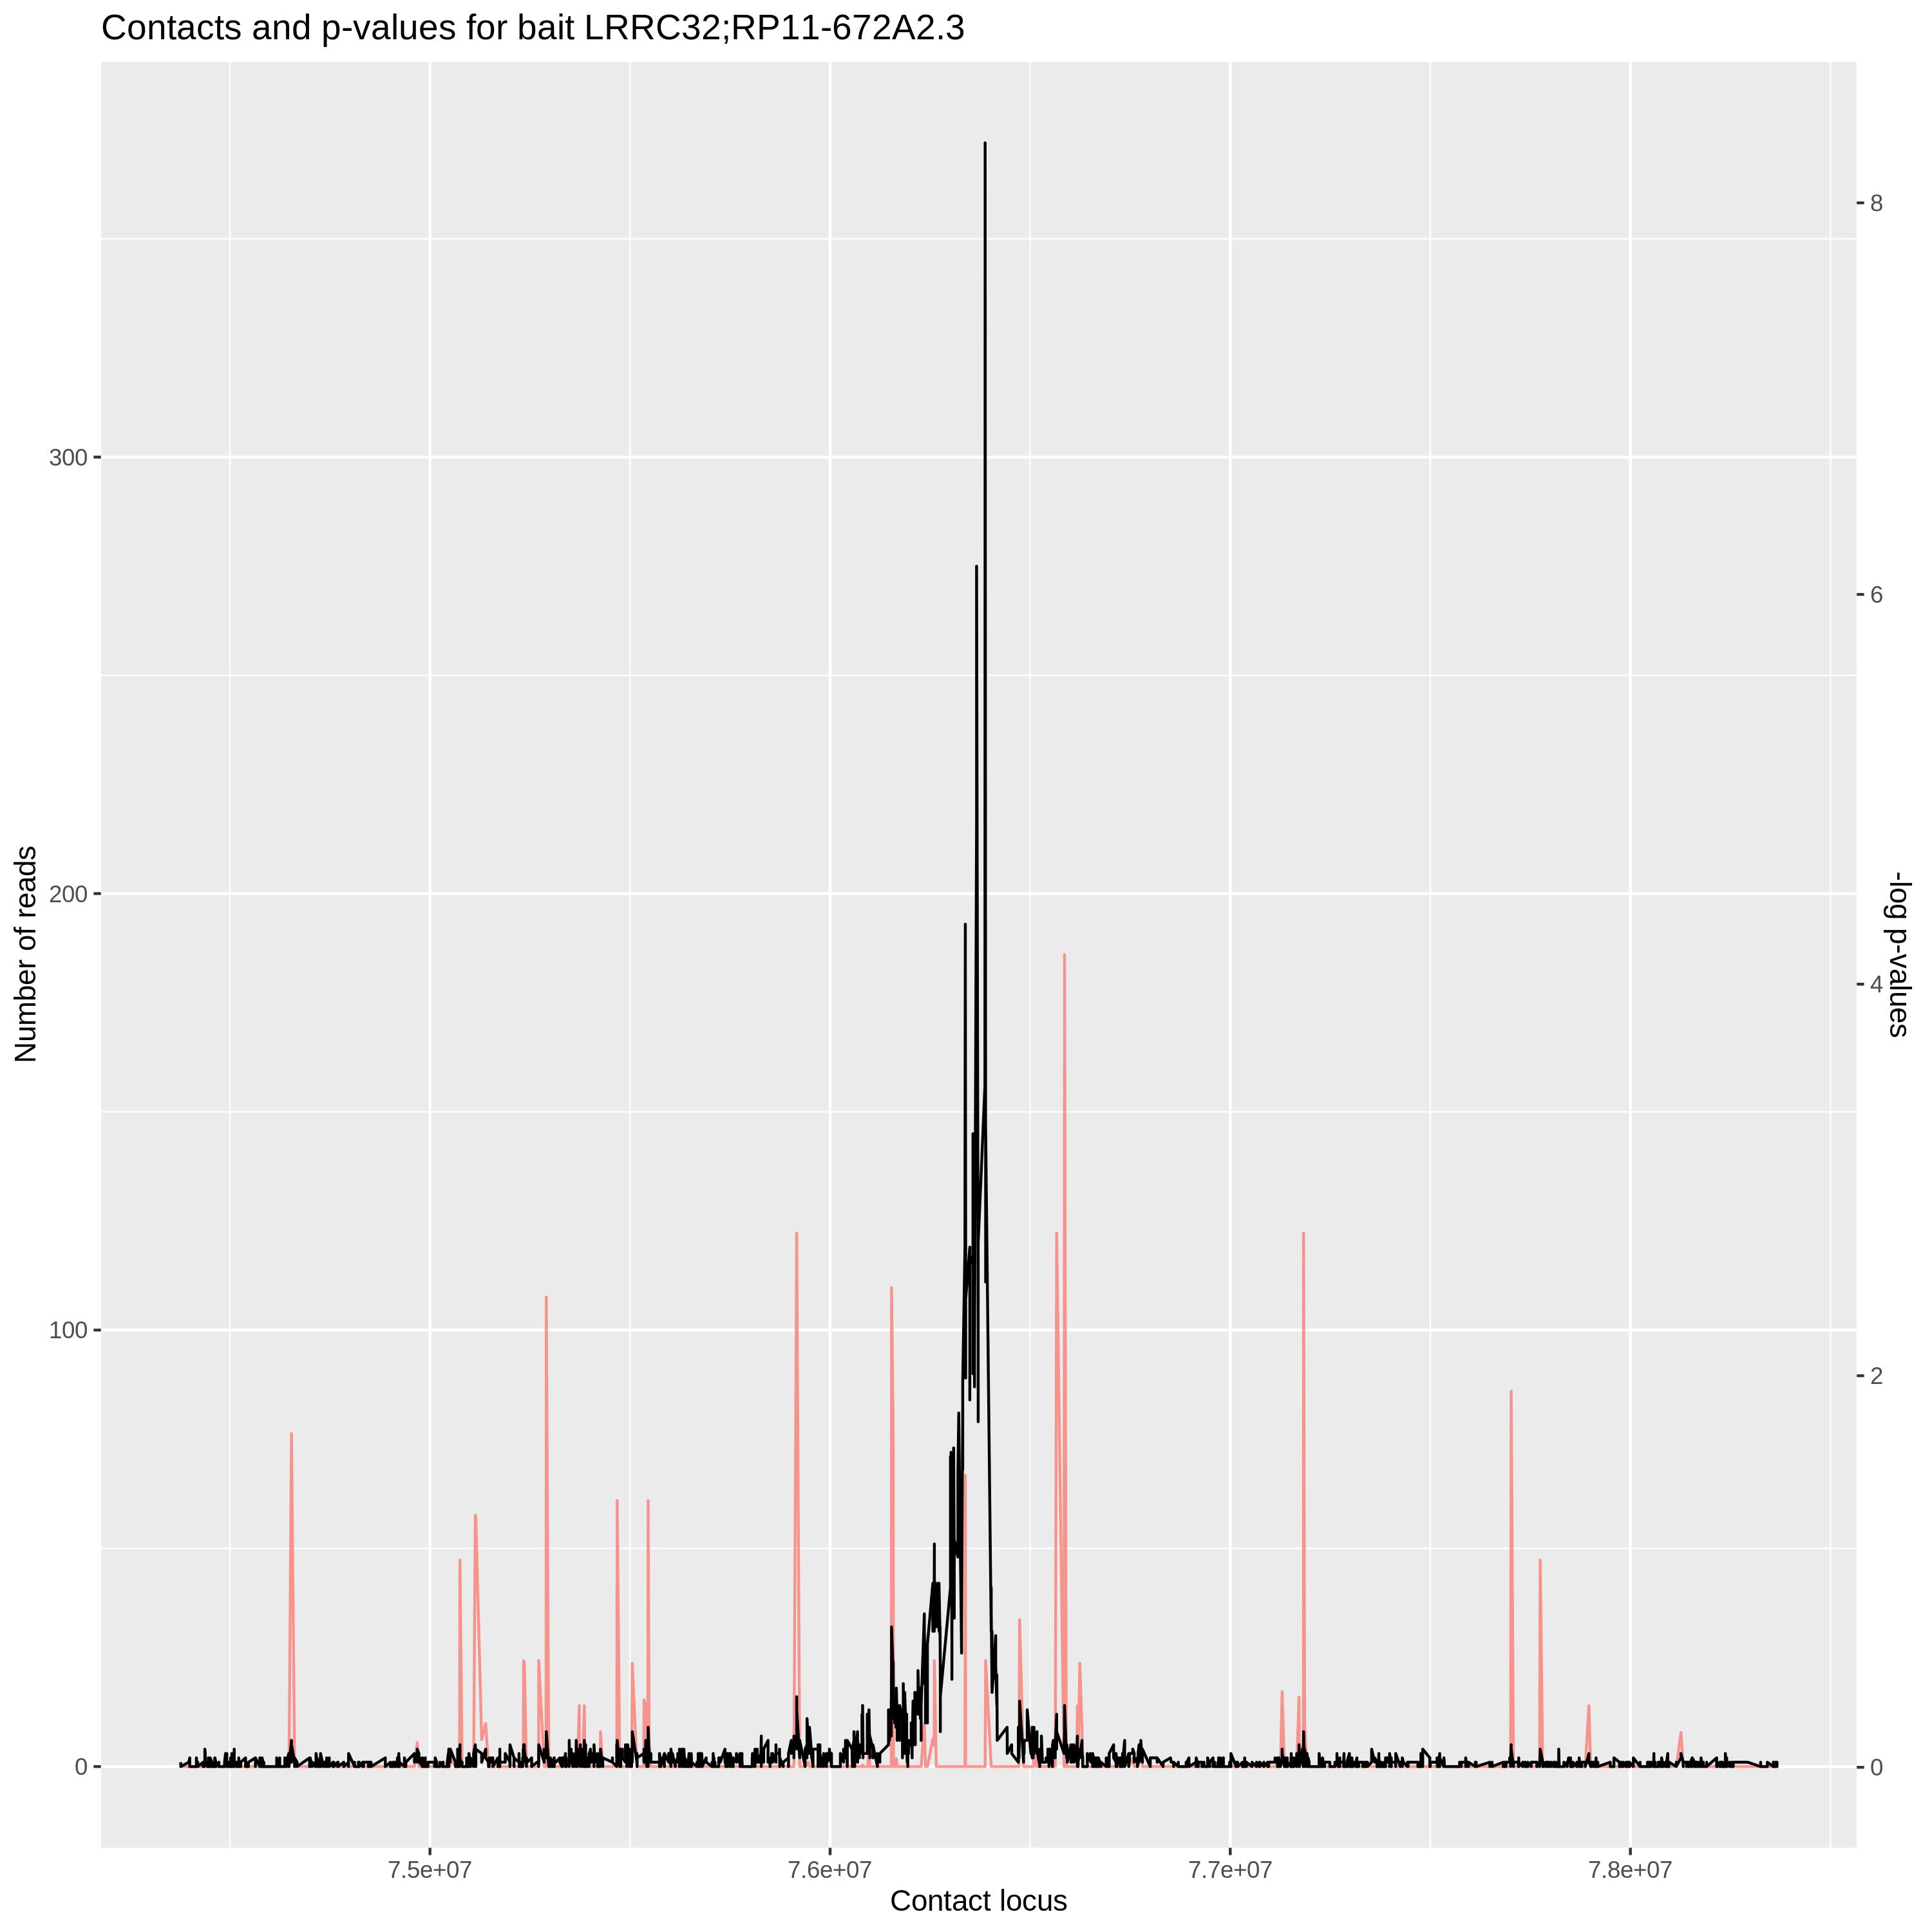 Contacts and p-values for bait LRRC32;RP11-672A2.3
300
200
100
0
Number of reads
8
6
4
2
0
-log p-values
7.5e+07
7.6e+07
7.7e+07
7.8e+07
Contact locus